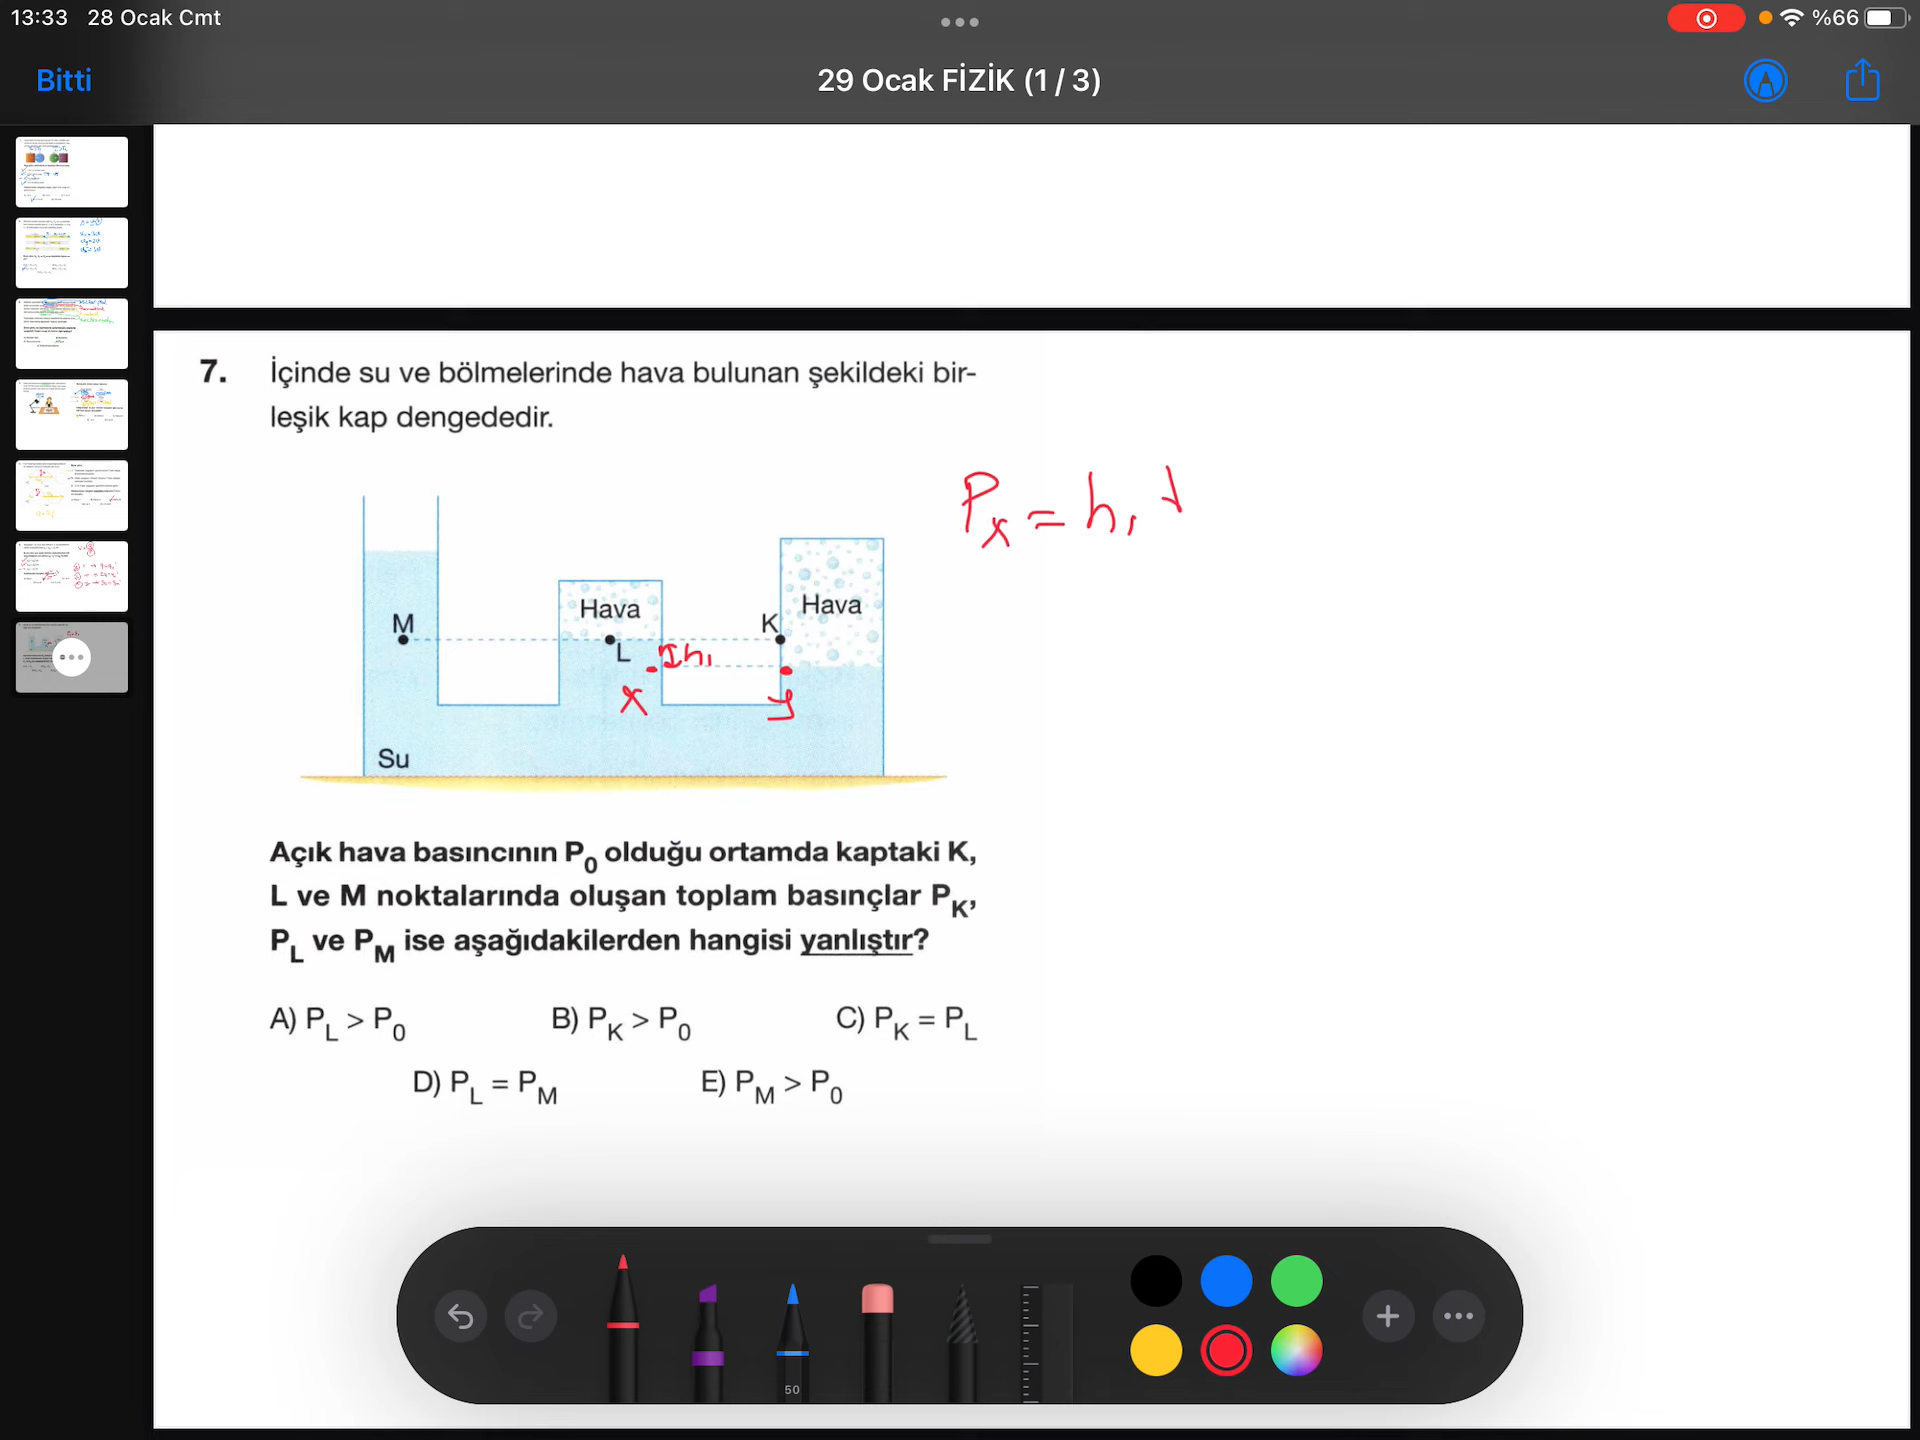 13:33 28 Ocak Cmt
%66
Bitti
29 Ocak FİZİK (1 / 3)
7. İçinde su ve bölmelerinde hava bulunan şekildeki bir-
leşik kap dengededir.
Px = h1 d
Hava
Hava
M
K
L
h1
x
y
Su
Açık hava basıncının P0 olduğu ortamda kaptaki K,
L ve M noktalarında oluşan toplam basınçlar PK,
PL ve PM ise aşağıdakilerden hangisi yanlıştır?
A) PL > P0 B) PK > P0 C) PK = PL
D) PL = PM E) PM > P0
50